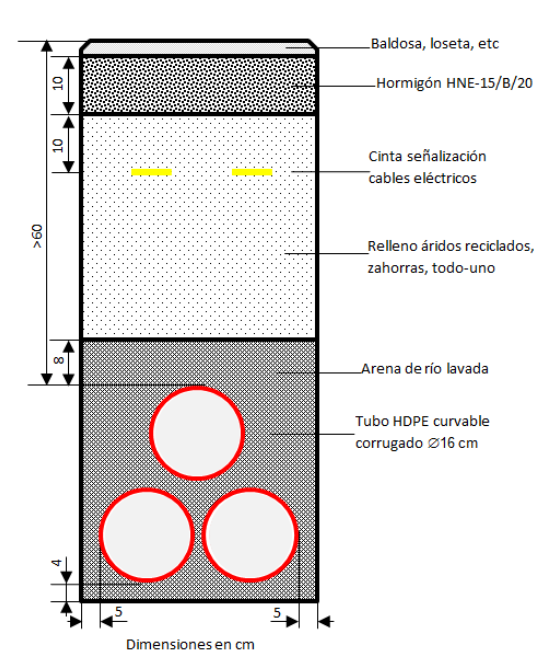 Baldosa, loseta, etc
10
Hormigón HNE-15/B/20
10
Cinta señalización
cables eléctricos
>60
Relleno áridos reciclados,
zahorras, todo-uno
8
Arena de río lavada
Tubo HDPE curvable
corrugado ∅16 cm
4
5
5
Dimensiones en cm